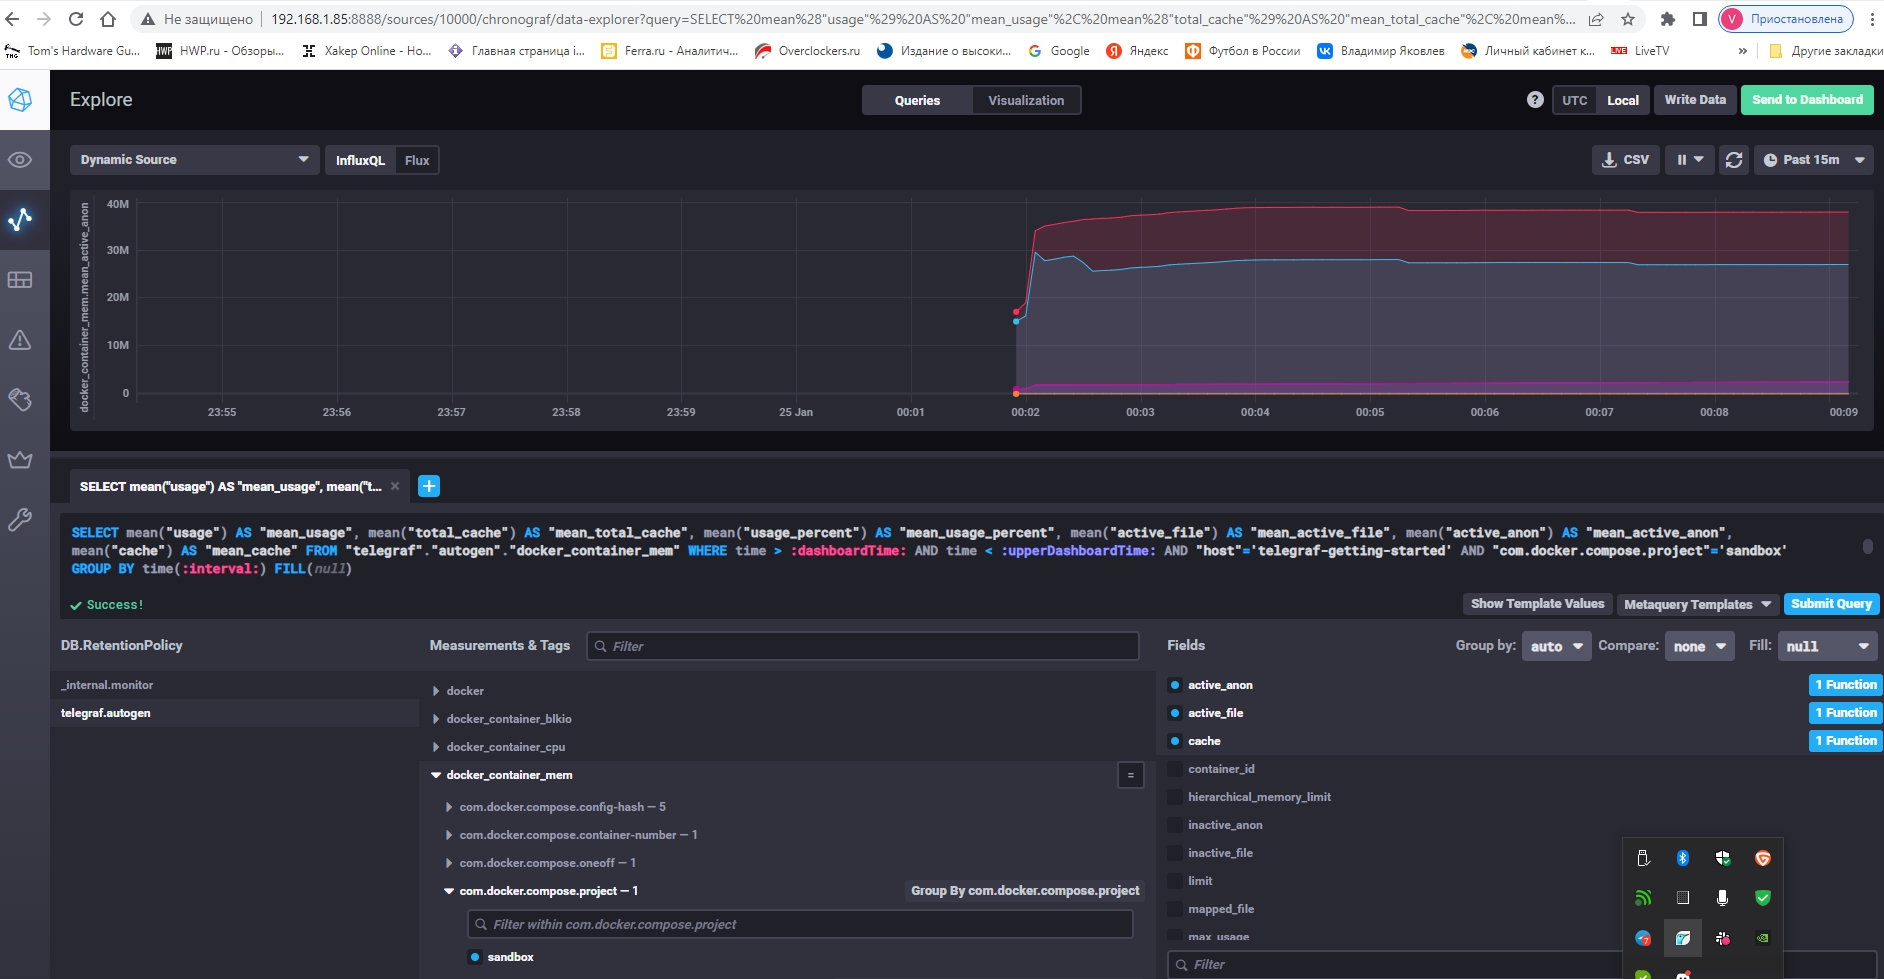 Не защищено | 192.168.1.85:8888/sources/10000/chronograf/data-explorer?query=SELECT%20mean%28"usage"%29%20AS%20"mean_usage"%2C%20mean%28"total_cache"%29%20AS%20"mean_total_cache"%2C%20mean%...
V Приостановлена
Tom's Hardware Gu... HWP HWP.ru - Обзоры... Xakep Online - Но... Главная страница i... Ferra.ru - Аналитич... Overclockers.ru Издание о высоки... Google Яндекс Футбол в России Владимир Яковлев Личный кабинет к... LIVE LiveTV » Другие закладки
Explore
Queries Visualization
? UTC Local Write Data Send to Dashboard
Dynamic Source InfluxQL Flux
CSV Past 15m
docker_container_mem.mean_active_anon
40M
30M
20M
10M
0
23:55 23:56 23:57 23:58 23:59 25 Jan 00:01 00:02 00:03 00:04 00:05 00:06 00:07 00:08 00:09
SELECT mean("usage") AS "mean_usage", mean("t... × +
SELECT mean("usage") AS "mean_usage", mean("total_cache") AS "mean_total_cache", mean("usage_percent") AS "mean_usage_percent", mean("active_file") AS "mean_active_file", mean("active_anon") AS "mean_active_anon",
mean("cache") AS "mean_cache" FROM "telegraf"."autogen"."docker_container_mem" WHERE time > :dashboardTime: AND time < :upperDashboardTime: AND "host"='telegraf-getting-started' AND "com.docker.compose.project"='sandbox'
GROUP BY time(:interval:) FILL(null)
Success!
Show Template Values Metaquery Templates Submit Query
DB.RetentionPolicy
_internal.monitor
telegraf.autogen
Measurements & Tags Filter
docker
docker_container_blkio
docker_container_cpu
docker_container_mem =
com.docker.compose.config-hash — 5
com.docker.compose.container-number — 1
com.docker.compose.oneoff — 1
com.docker.compose.project — 1 Group By com.docker.compose.project
Filter within com.docker.compose.project
sandbox
Fields Group by: auto Compare: none Fill: null
active_anon 1 Function
active_file 1 Function
cache 1 Function
container_id
hierarchical_memory_limit
inactive_anon
inactive_file
limit
mapped_file
max_usage
Filter